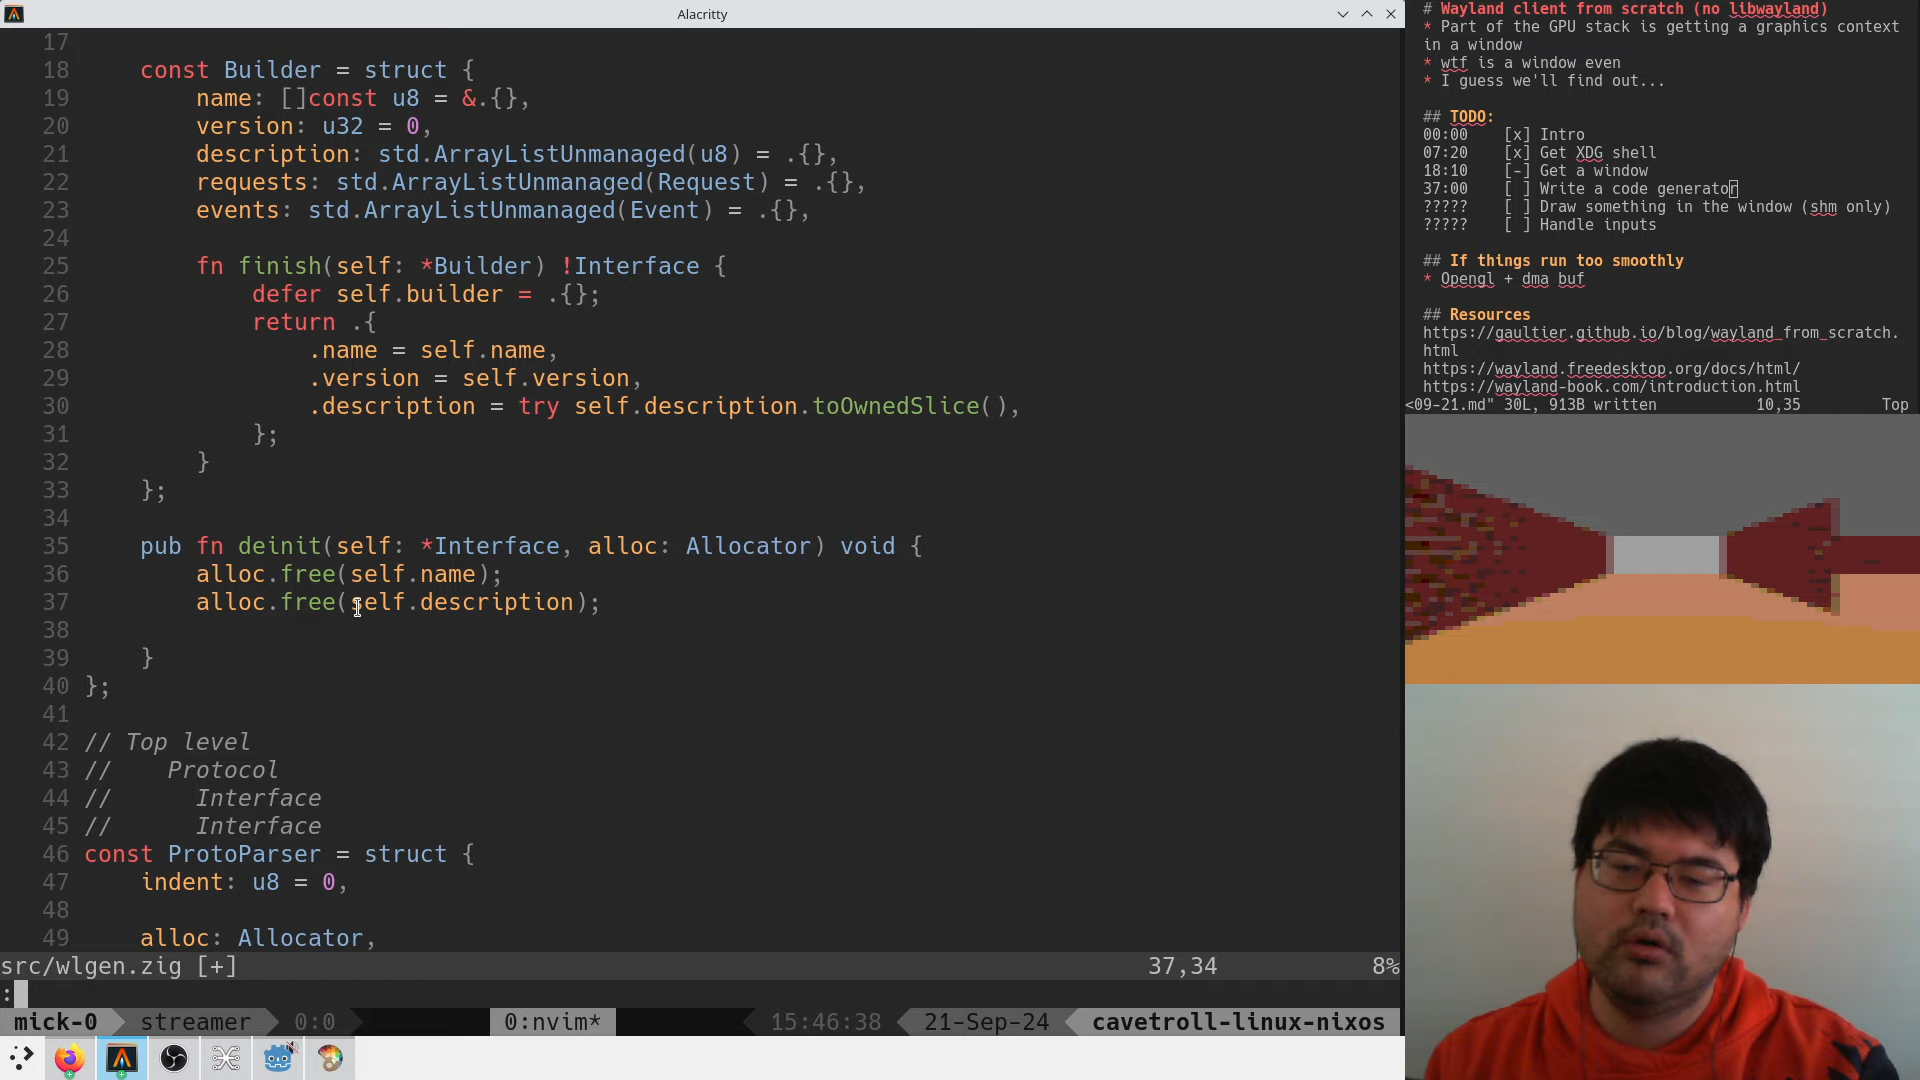 Alacritty
17
18 const Builder = struct {
19 name: []const u8 = &.{},
20 version: u32 = 0,
21 description: std.ArrayListUnmanaged(u8) = .{},
22 requests: std.ArrayListUnmanaged(Request) = .{},
23 events: std.ArrayListUnmanaged(Event) = .{},
24
25 fn finish(self: *Builder) !Interface {
26 defer self.builder = .{};
27 return .{
28 .name = self.name,
29 .version = self.version,
30 .description = try self.description.toOwnedSlice(),
31 };
32 }
33 };
34
35 pub fn deinit(self: *Interface, alloc: Allocator) void {
36 alloc.free(self.name);
37 alloc.free(self.description);
38
39 }
40 };
41
42 // Top level
43 // Protocol
44 // Interface
45 // Interface
46 const ProtoParser = struct {
47 indent: u8 = 0,
48
49 alloc: Allocator,
src/wlgen.zig [+] 37,34 8%
:
mick-0 streamer 0:0 0:nvim* 15:46:38 21-Sep-24 cavetroll-linux-nixos
# Wayland client from scratch (no libwayland)
* Part of the GPU stack is getting a graphics context
in a window
* wtf is a window even
* I guess we'll find out...
## TODO:
00:00 [x] Intro
07:20 [x] Get XDG shell
18:10 [-] Get a window
37:00 [ ] Write a code generator
????? [ ] Draw something in the window (shm only)
????? [ ] Handle inputs
## If things run too smoothly
* Opengl + dma buf
## Resources
https://gaultier.github.io/blog/wayland_from_scratch.
html
https://wayland.freedesktop.org/docs/html/
https://wayland-book.com/introduction.html
<09-21.md" 30L, 913B written 10,35 Top